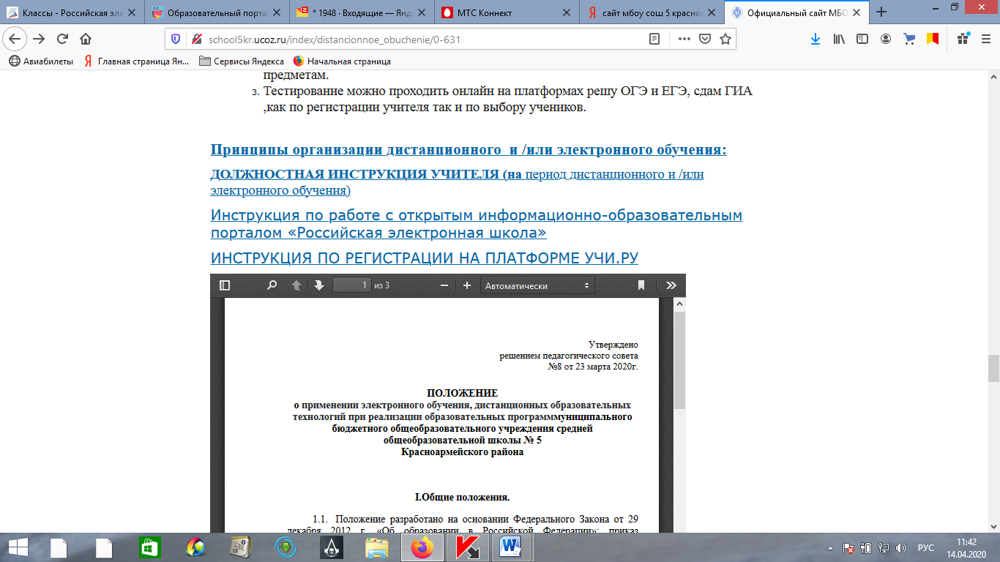 Классы - Российская эле
Образовательный портал
* 1948 · Входящие — Янде
МТС Коннект
сайт мбоу сош 5 красноа
Официальный сайт МБО
school5kr.ucoz.ru/index/distancionnoe_obuchenie/0-631
Авиабилеты
Главная страница Ян...
Сервисы Яндекса
Начальная страница
предметам.
3. Тестирование можно проходить онлайн на платформах решу ОГЭ и ЕГЭ, сдам ГИА
,как по регистрации учителя так и по выбору учеников.
Принципы организации дистанционного и /или электронного обучения:
ДОЛЖНОСТНАЯ ИНСТРУКЦИЯ УЧИТЕЛЯ (на период дистанционного и /или
электронного обучения)
Инструкция по работе с открытым информационно-образовательным
порталом «Российская электронная школа»
ИНСТРУКЦИЯ ПО РЕГИСТРАЦИИ НА ПЛАТФОРМЕ УЧИ.РУ
1 из 3
Автоматически
Утверждено
решением педагогического совета
№8 от 23 марта 2020г.
ПОЛОЖЕНИЕ
о применении электронного обучения, дистанционных образовательных
технологий при реализации образовательных программмуниципального
бюджетного общеобразовательного учреждения средней
общеобразовательной школы № 5
Красноармейского района
I.Общие положения.
1.1. Положение разработано на основании Федерального Закона от 29
декабря 2012 г. «Об образовании в Российской Федерации»; приказ
РУС
11:42
14.04.2020